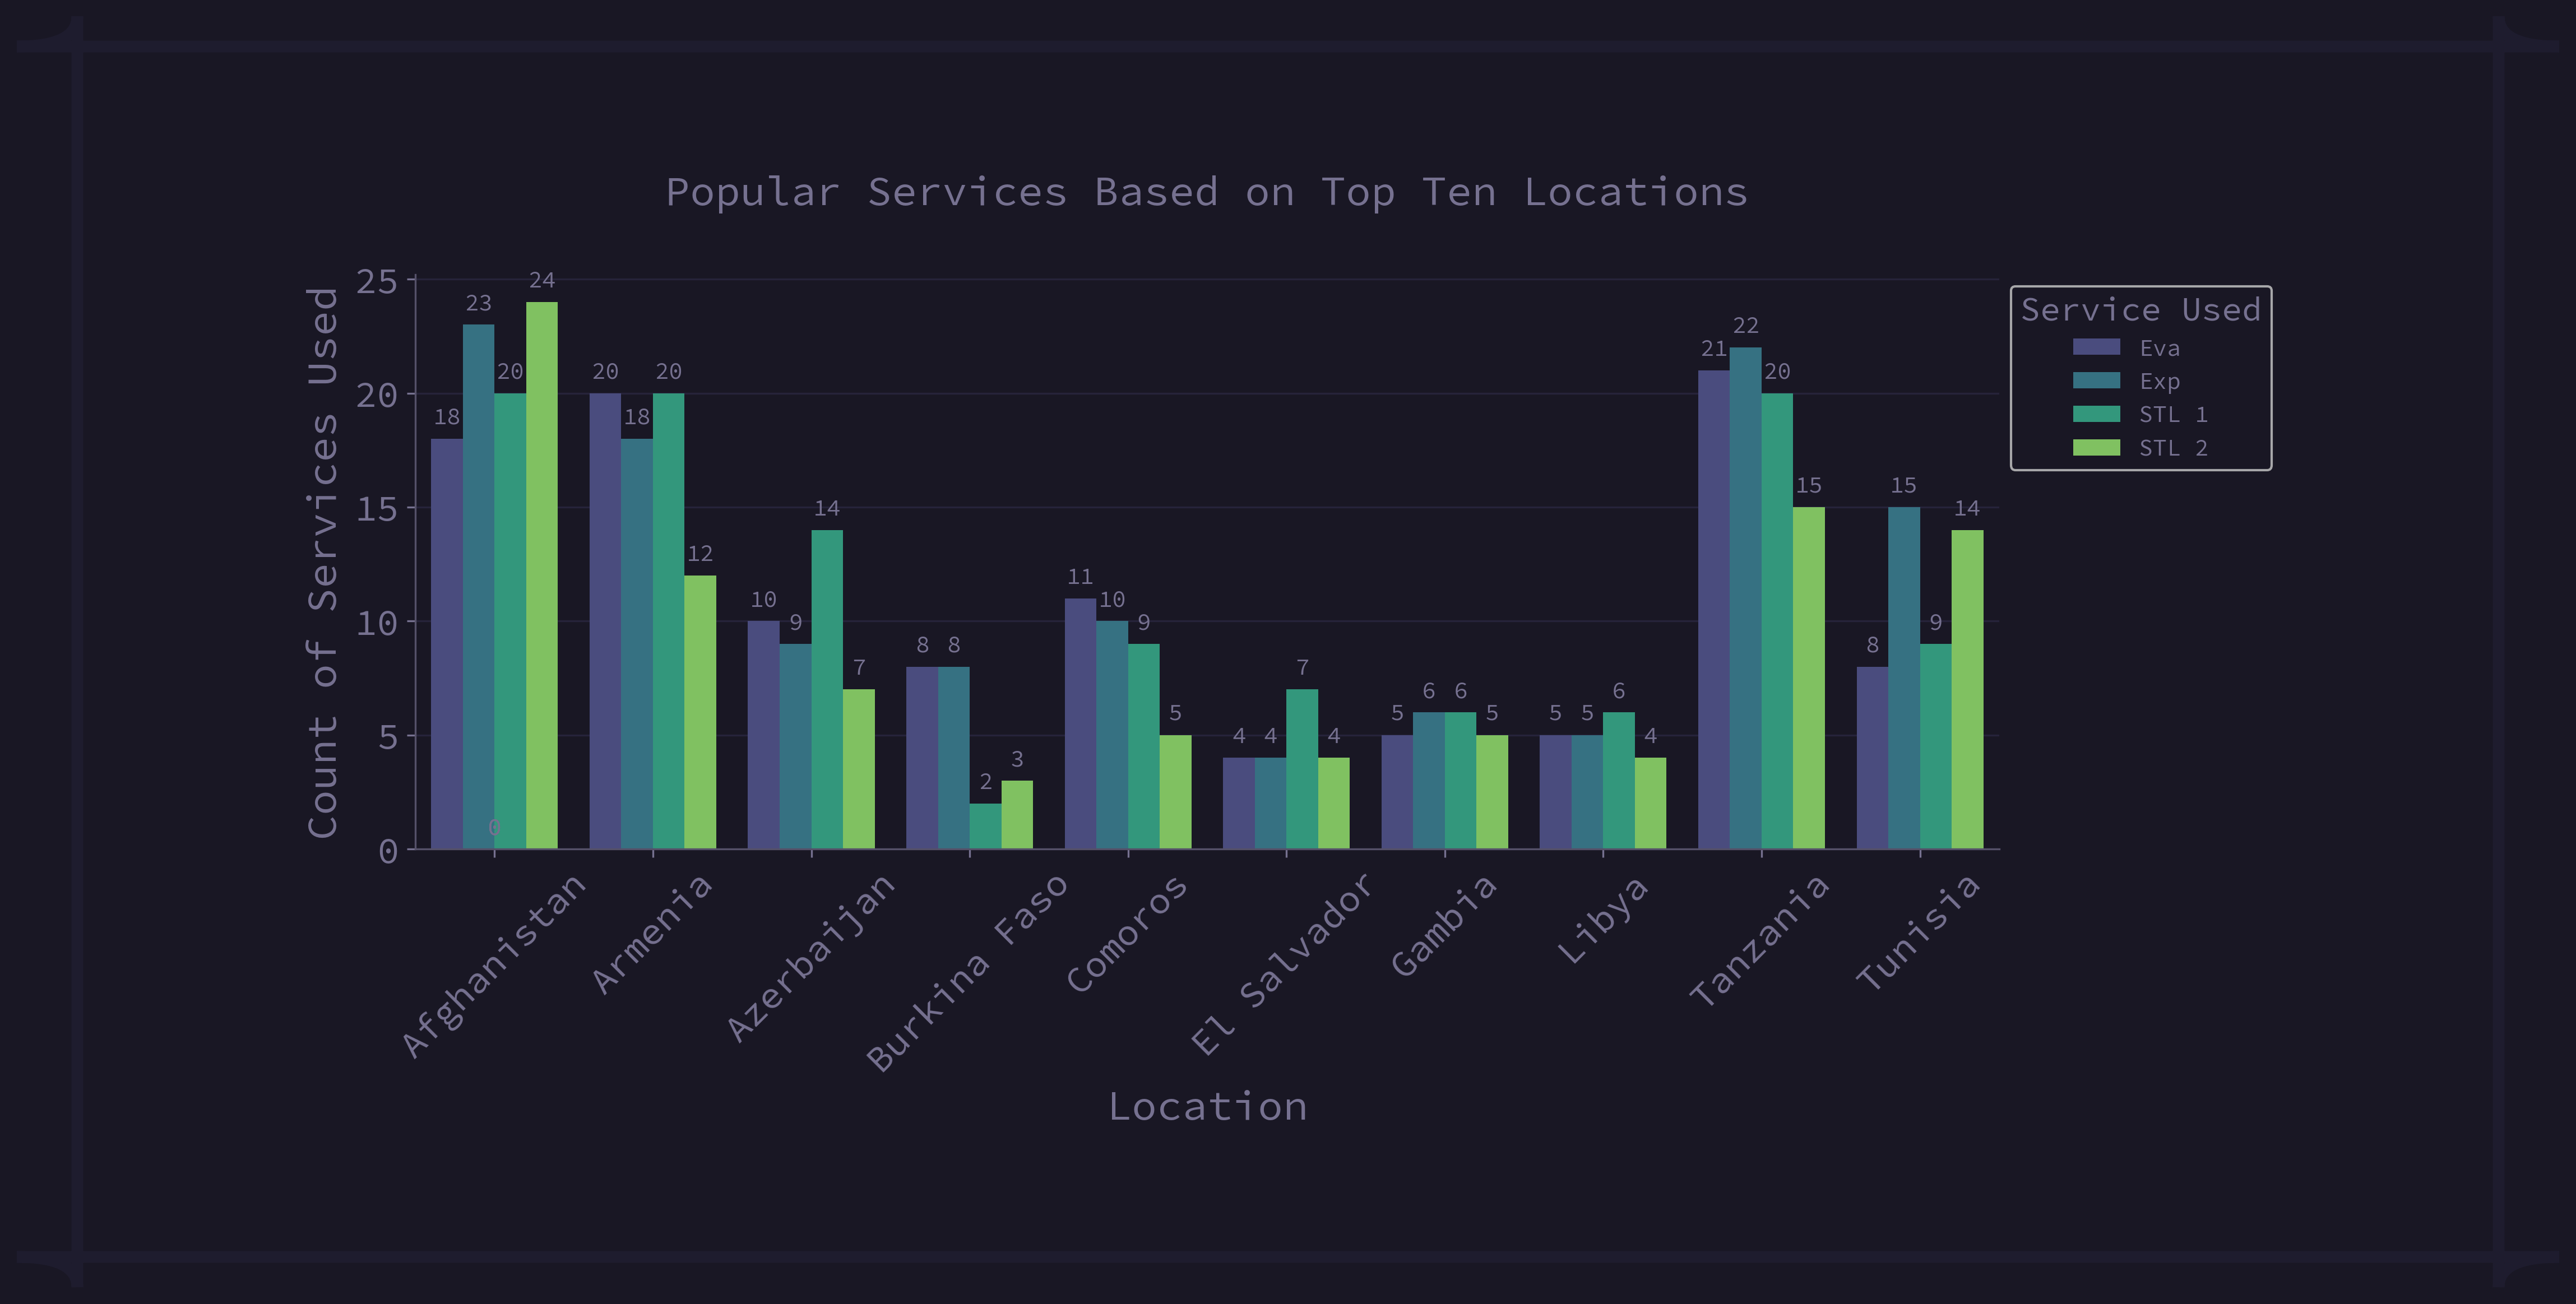 Popular Services Based on Top Ten Locations
Count of Services Used
25
20
15
10
5
0
18 23 20 24
0
20 18 20 12
10 9 14 7
8 8 2 3
11 10 9 5
4 4 7 4
5 6 6 5
5 5 6 4
21 22 20 15
8 15 9 14
Service Used
Eva
Exp
STL 1
STL 2
Afghanistan
Armenia
Azerbaijan
Burkina Faso
Comoros
El Salvador
Gambia
Libya
Tanzania
Tunisia
Location